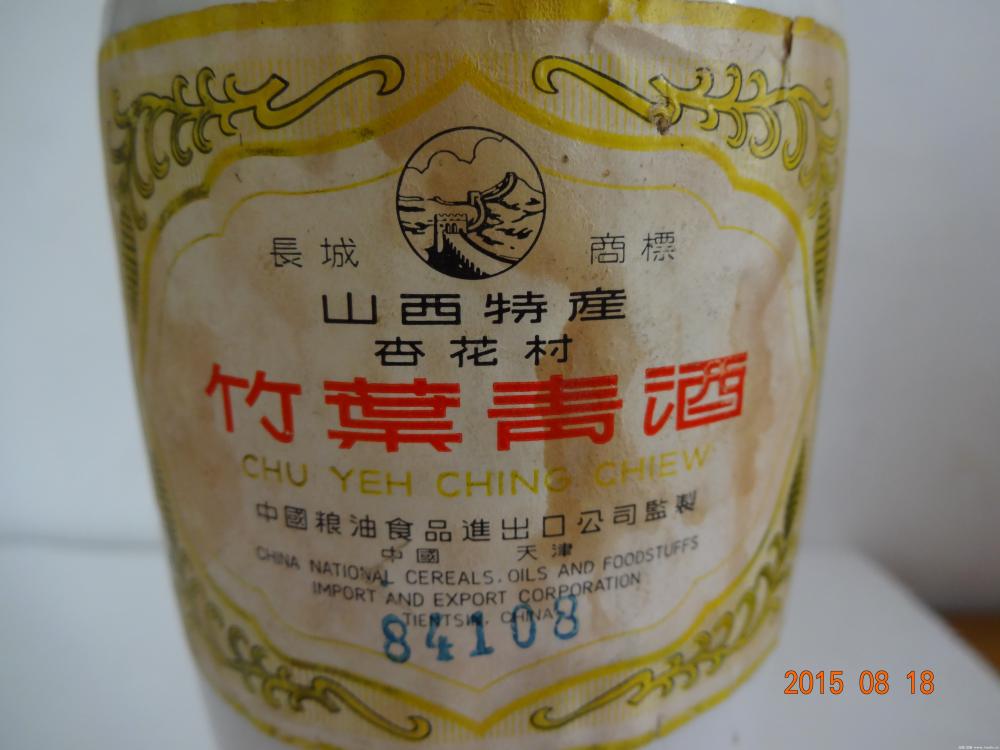 長城 商標
山西特產
杏花村
竹葉青酒
CHU YEH CHING CHIEW
中國粮油食品進出口公司監製
中國 天津
CHINA NATIONAL CEREALS, OILS AND FOODSTUFFS
IMPORT AND EXPORT CORPORATION
TIENTSIN, CHINA
84108
2015 08 18